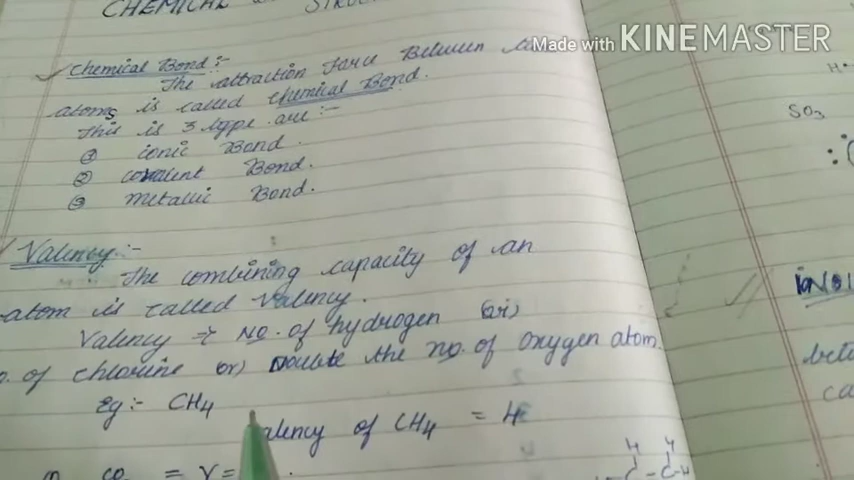 CHEMICAL
Made with KINEMASTER
Chemical Bond:-
The attraction force Between
atoms is called Chemical Bond.
This is 3 type are:-
① ionic Bond.
② covalent Bond.
③ metallic Bond.
Valency:-
The combining capacity of an
atom is called Valency.
Valency → No. of hydrogen (or)
of chlorine or) Double the no. of oxygen atom.
Eg:- CH4
of CH4 = 4
= V=
SO3